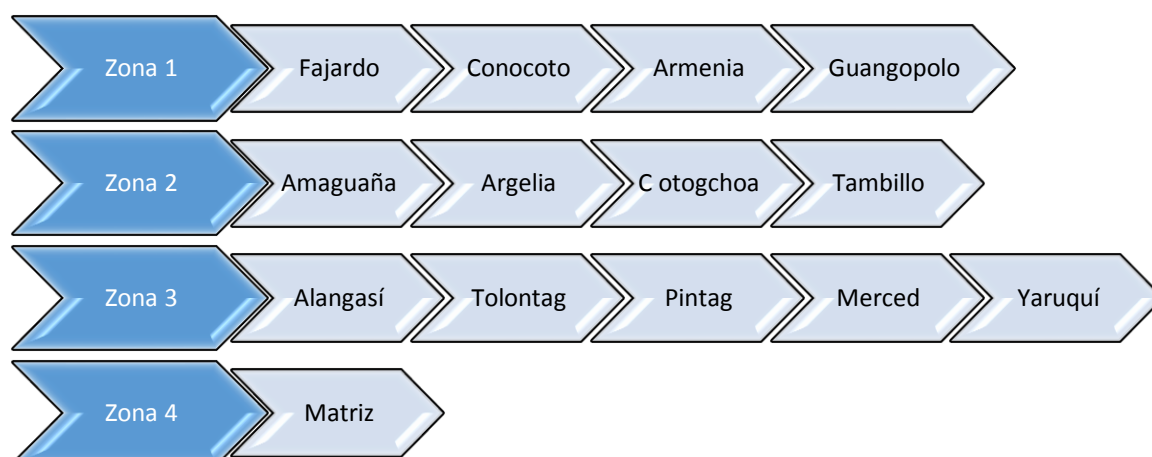 Zona 1 Fajardo Conocoto Armenia Guangopolo
Zona 2 Amaguaña Argelia C otogchoa Tambillo
Zona 3 Alangasí Tolontag Pintag Merced Yaruquí
Zona 4 Matriz